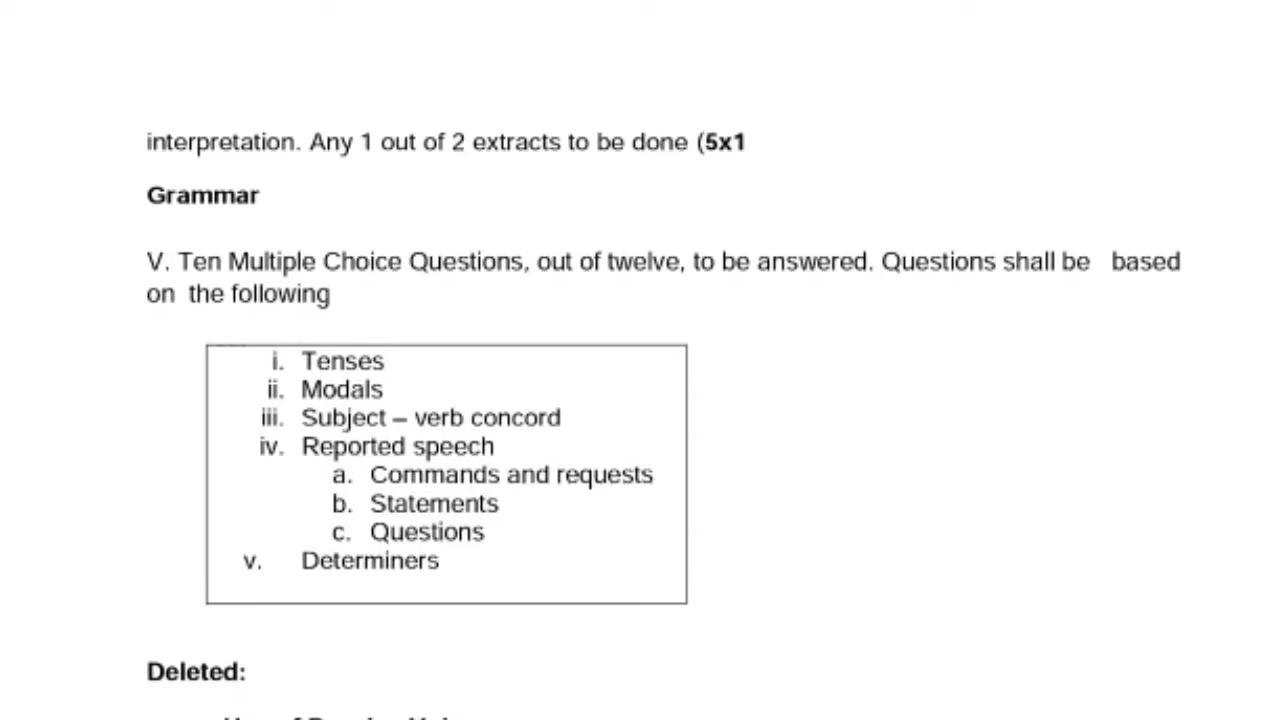 interpretation. Any 1 out of 2 extracts to be done (5x1
Grammar
V. Ten Multiple Choice Questions, out of twelve, to be answered. Questions shall be based
on the following
i. Tenses
ii. Modals
iii. Subject – verb concord
iv. Reported speech
a. Commands and requests
b. Statements
c. Questions
v. Determiners
Deleted: